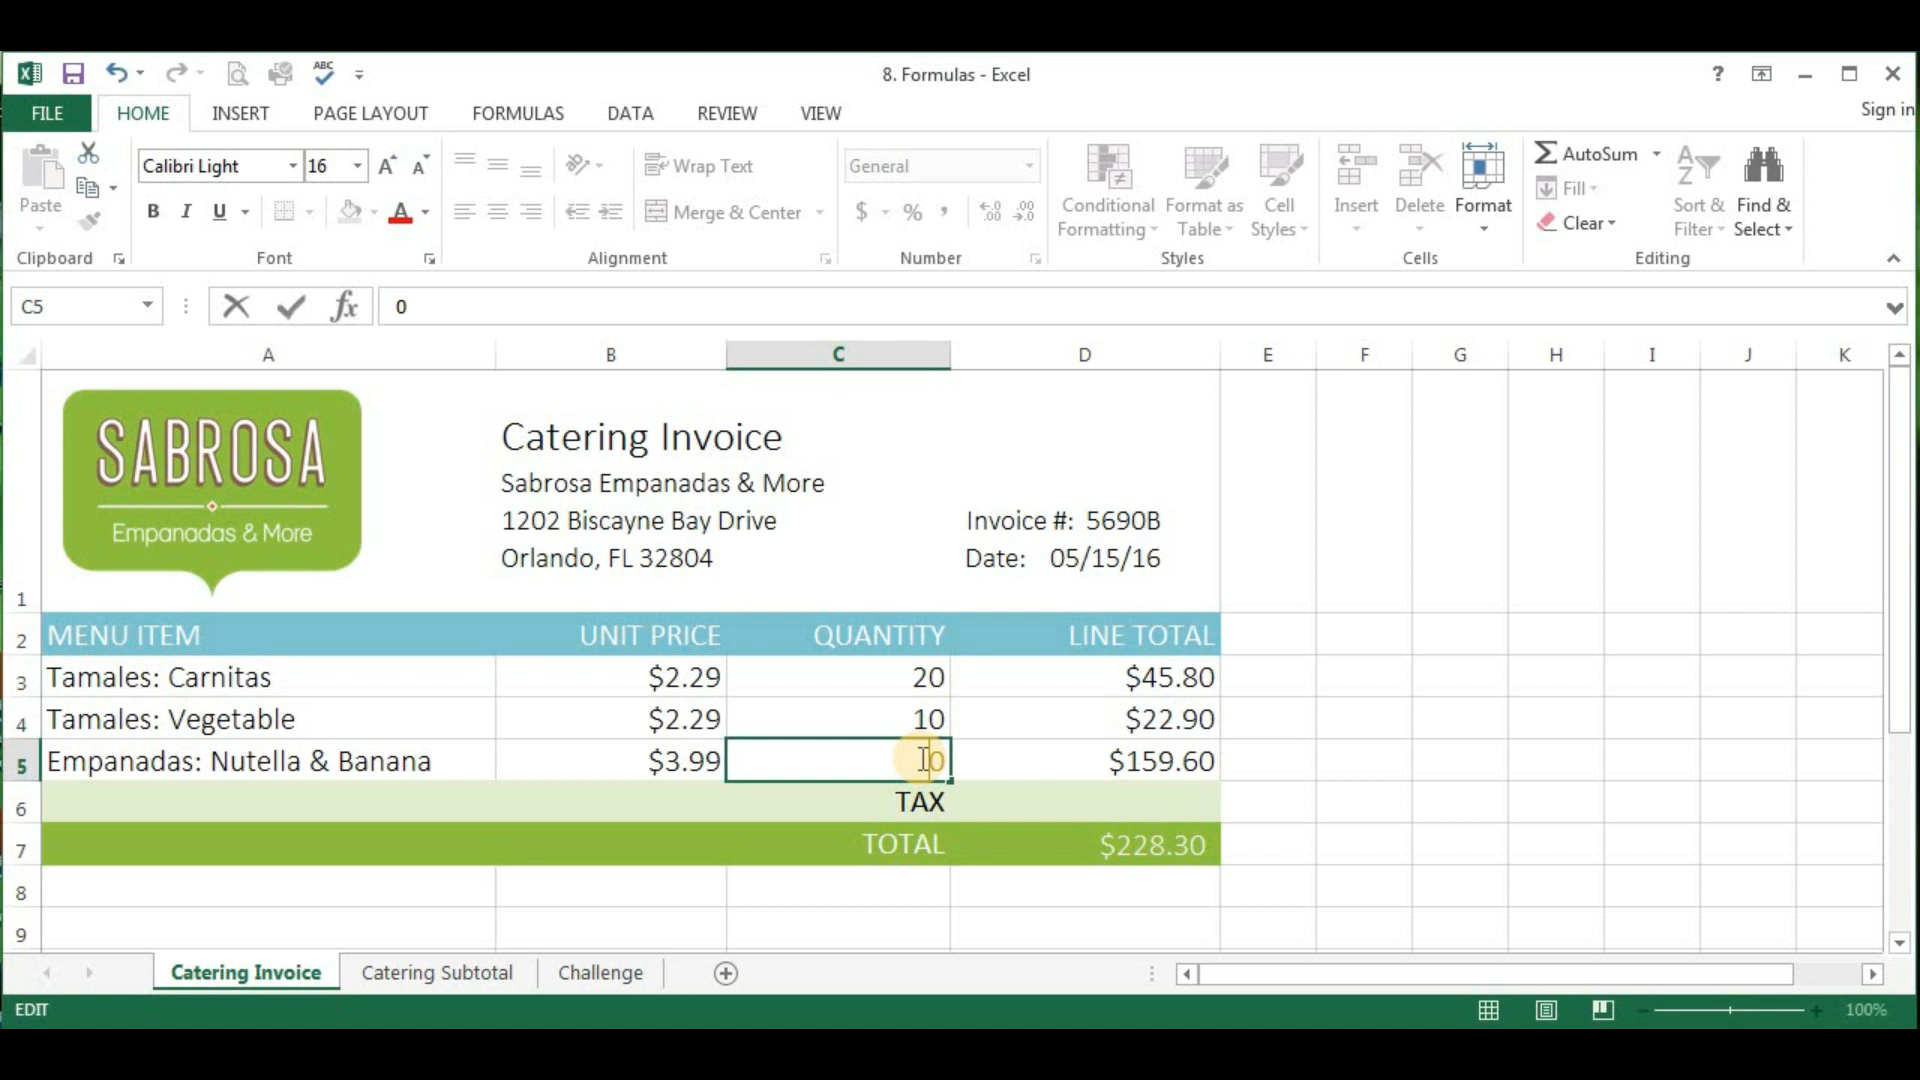 8. Formulas - Excel
?
ABC
Sign in
FILE HOME INSERT PAGE LAYOUT FORMULAS DATA REVIEW VIEW
Paste
Clipboard
Calibri Light 16 A A
B I U A
Font
Wrap Text
Merge & Center
Alignment
General
$ % ,
Number
Conditional Formatting
Format as Table
Cell Styles
Styles
Insert Delete Format
Cells
AutoSum
Fill
Clear
Sort & Filter
Find & Select
Editing
C5 fx 0
A B C D E F G H I J K
SABROSA
Empanadas & More
Catering Invoice
Sabrosa Empanadas & More
1202 Biscayne Bay Drive
Orlando, FL 32804
Invoice #: 5690B
Date: 05/15/16
1
2 MENU ITEM UNIT PRICE QUANTITY LINE TOTAL
3 Tamales: Carnitas $2.29 20 $45.80
4 Tamales: Vegetable $2.29 10 $22.90
5 Empanadas: Nutella & Banana $3.99 0 $159.60
6 TAX
7 TOTAL $228.30
8
9
Catering Invoice Catering Subtotal Challenge
EDIT 100%